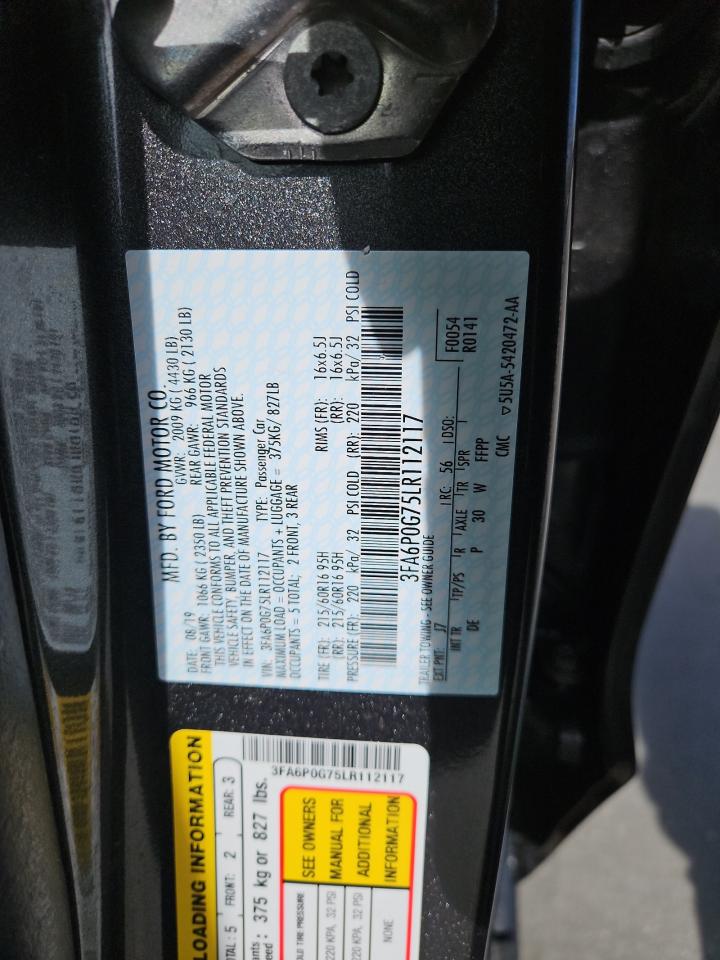 MFD. BY FORD MOTOR CO.
DATE: 08/19 GVWR: 2009 KG (4430 LB)
FRONT GAWR: 1066 KG (2350 LB) REAR GAWR: 966 KG (2130 LB)
THIS VEHICLE CONFORMS TO ALL APPLICABLE FEDERAL MOTOR
VEHICLE SAFETY, BUMPER, AND THEFT PREVENTION STANDARDS
IN EFFECT ON THE DATE OF MANUFACTURE SHOWN ABOVE.
VIN: 3FA6P0G75LR112117 TYPE: Passenger Car
MAXIMUM LOAD = OCCUPANTS + LUGGAGE = 375KG/ 827LB
OCCUPANTS = 5 TOTAL; 2 FRONT, 3 REAR
TIRE (FR): 215/60R16 95H RIMS (FR): 16x6.5J
(RR): 215/60R16 95H (RR): 16x6.5J
PRESSURE (FR): 220 kPa/ 32 PSI COLD (RR): 220 kPa/ 32 PSI COLD
3FA6P0G75LR112117
TRAILER TOWING - SEE OWNER GUIDE
EXT PNT: J7 RC: 56 DSO: F0054
R0141
INT TR TP/PS R AXLE TR SPR
DE P 30 W FFPP
CMC ▽5U5A-5420472-AA
LOADING INFORMATION
TAL: 5 FRONT: 2 REAR: 3
pants
eed : 375 kg or 827 lbs.
3FA6P0G75LR112117
OLD TIRE PRESSURE
220 KPA, 32 PSI
220 KPA, 32 PSI
NONE
SEE OWNERS
MANUAL FOR
ADDITIONAL
INFORMATION